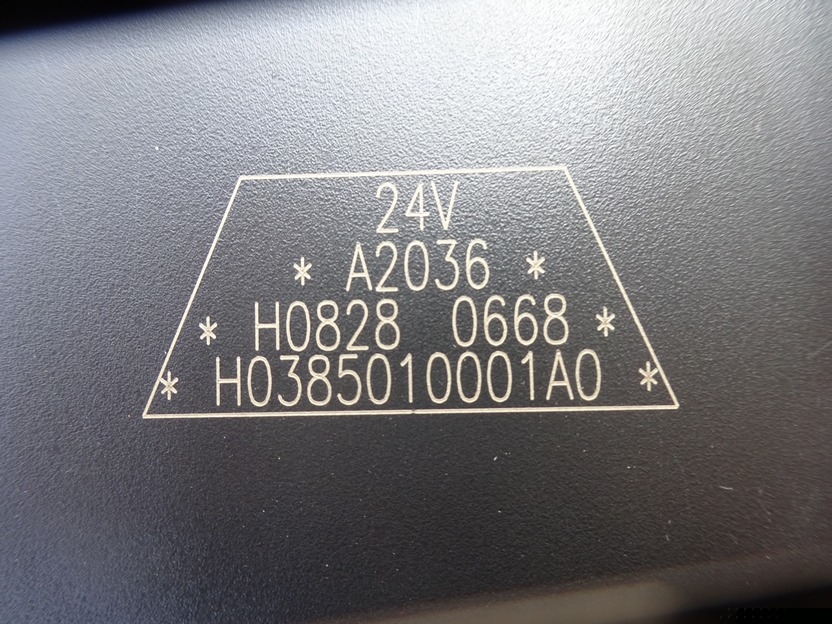 24V
* A2036 *
* H0828 0668 *
* H0385010001A0 *